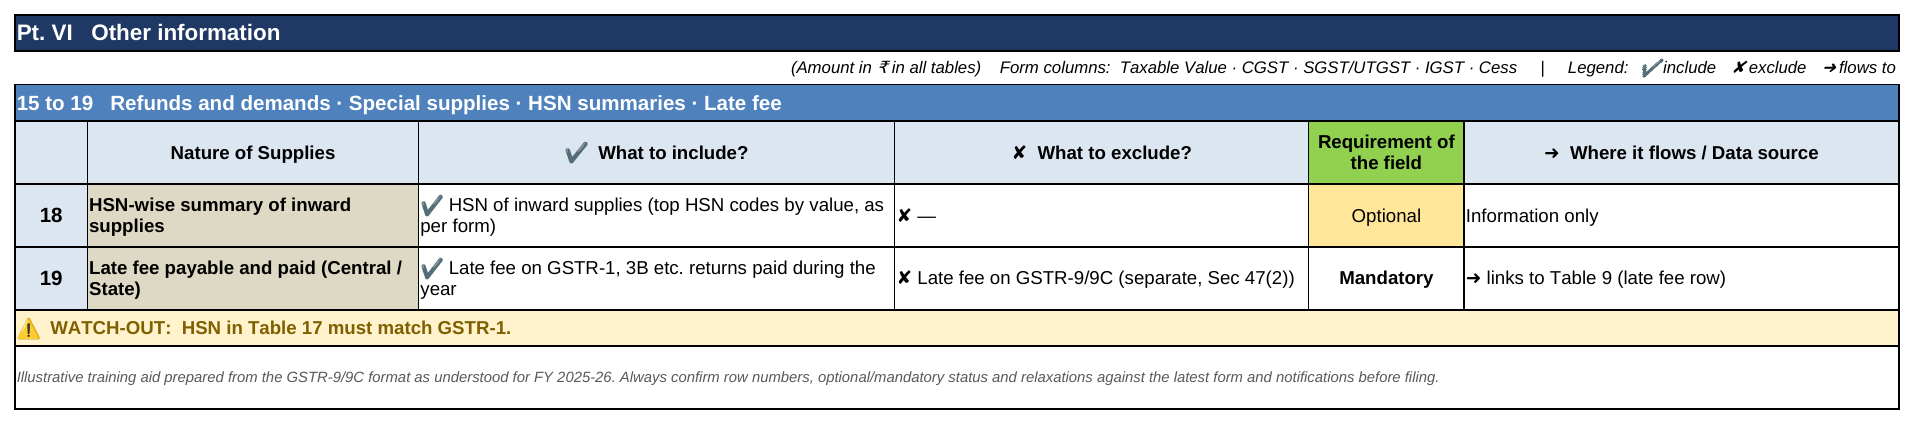 Pt. VI Other information
(Amount in ₹ in all tables) Form columns: Taxable Value · CGST · SGST/UTGST · IGST · Cess | Legend: ✔include ✘exclude ➜flows to
15 to 19 Refunds and demands · Special supplies · HSN summaries · Late fee
Nature of Supplies
✔ What to include?
✘ What to exclude?
Requirement of
the field
➜ Where it flows / Data source
18
HSN-wise summary of inward
supplies
✔ HSN of inward supplies (top HSN codes by value, as
per form)
✘ —
Optional
Information only
19
Late fee payable and paid (Central /
State)
✔ Late fee on GSTR-1, 3B etc. returns paid during the
year
✘ Late fee on GSTR-9/9C (separate, Sec 47(2))
Mandatory
➜ links to Table 9 (late fee row)
⚠ WATCH-OUT: HSN in Table 17 must match GSTR-1.
Illustrative training aid prepared from the GSTR-9/9C format as understood for FY 2025-26. Always confirm row numbers, optional/mandatory status and relaxations against the latest form and notifications before filing.